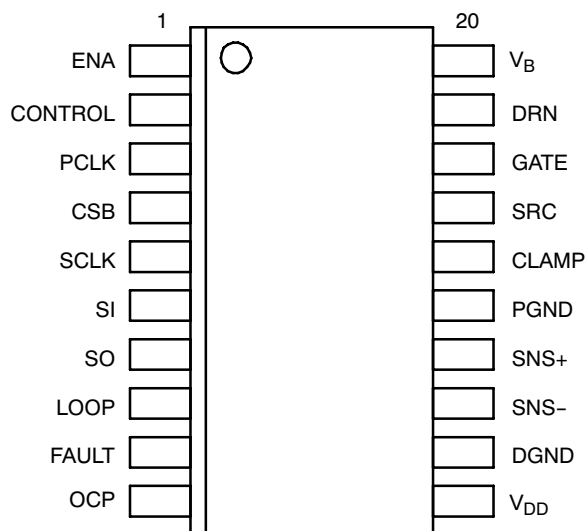 1 20
ENA V_B
CONTROL DRN
PCLK GATE
CSB SRC
SCLK CLAMP
SI PGND
SO SNS+
LOOP SNS−
FAULT DGND
OCP V_DD